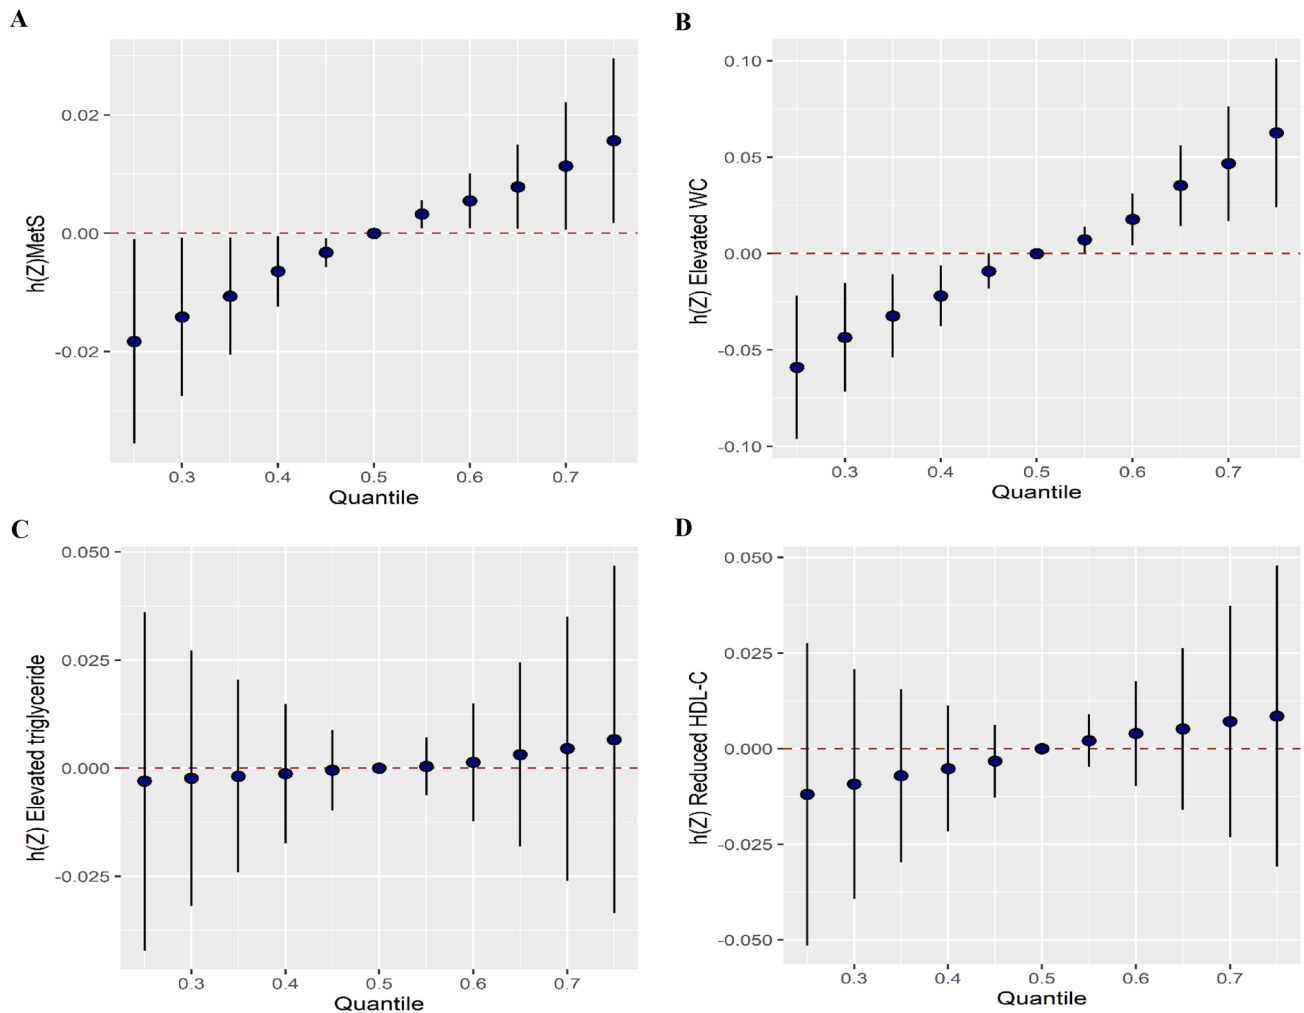 A
h(Z)MetS
0.02
0.00
-0.02
0.3 0.4 0.5 0.6 0.7
Quantile
B
h(Z) Elevated WC
0.10
0.05
0.00
-0.05
-0.10
0.3 0.4 0.5 0.6 0.7
Quantile
C
h(Z) Elevated triglyceride
0.050
0.025
0.000
-0.025
0.3 0.4 0.5 0.6 0.7
Quantile
D
h(Z) Reduced HDL-C
0.050
0.025
0.000
-0.025
-0.050
0.3 0.4 0.5 0.6 0.7
Quantile